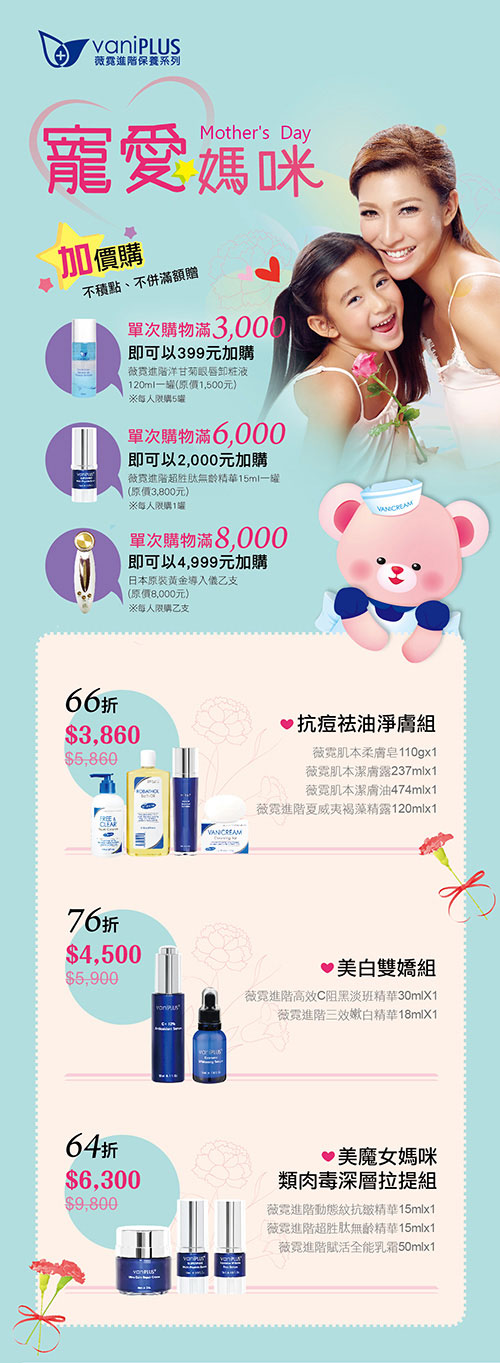 vaniPLUS
薇霓進階保養系列
Mother's Day
寵愛媽咪
加價購
不積點、不併滿額贈
單次購物滿3,000
即可以399元加購
薇霓進階洋甘菊眼唇卸粧液
120ml一罐(原價1,500元)
※每人限購5罐
單次購物滿6,000
即可以2,000元加購
薇霓進階超胜肽無齡精華15ml一罐
(原價3,800元)
※每人限購1罐
單次購物滿8,000
即可以4,999元加購
日本原裝黃金導入儀乙支
(原價8,000元)
※每人限購乙支
VANICREAM
66折
$3,860
$5,860
抗痘祛油淨膚組
薇霓肌本柔膚皂110gx1
薇霓肌本潔膚露237mlx1
薇霓肌本潔膚油474mlx1
薇霓進階夏威夷褐藻精露120mlx1
FREE &
CLEAR
ROBATHOL
VANICREAM
76折
$4,500
$5,900
美白雙嬌組
薇霓進階高效C阻黑淡班精華30mlX1
薇霓進階三效嫩白精華18mlX1
vaniPLUS
C+ 10%
Antioxidant Serum
vaniPLUS
Whitening Serum
64折
$6,300
$9,800
美魔女媽咪
類肉毒深層拉提組
薇霓進階動態紋抗皺精華15mlx1
薇霓進階超胜肽無齡精華15mlx1
薇霓進階賦活全能乳霜50mlx1
vaniPLUS
vaniPLUS
vaniPLUS